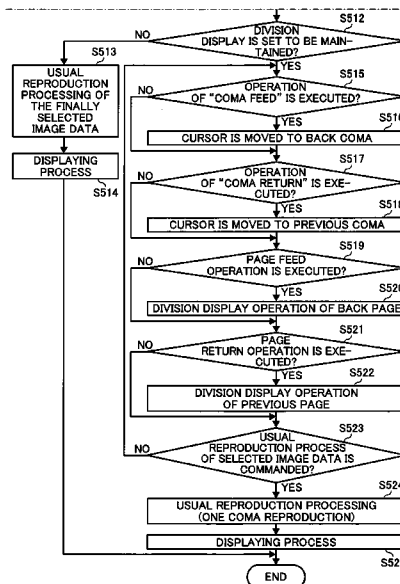 S512
DIVISION
DISPLAY IS SET TO BE MAIN-
TAINED?
NO
YES
S513
USUAL
REPRODUCTION
PROCESSING OF
THE FINALLY
SELECTED
IMAGE DATA
DISPLAYING
PROCESS
S514
S515
OPERATION
OF "COMA FEED" IS EXECUTED?
NO
YES
S516
CURSOR IS MOVED TO BACK COMA
S517
OPERATION
OF "COMA RETURN" IS EXE-
CUTED?
NO
YES
S518
CURSOR IS MOVED TO PREVIOUS COMA
S519
PAGE FEED
OPERATION IS EXECUTED?
NO
YES
S520
DIVISION DISPLAY OPERATION OF BACK PAGE
S521
PAGE
RETURN OPERATION IS EXE-
CUTED?
NO
YES
S522
DIVISION DISPLAY OPERATION
OF PREVIOUS PAGE
S523
USUAL
REPRODUCTION PROCESS
OF SELECTED IMAGE DATA IS
COMMANDED?
NO
YES
S524
USUAL REPRODUCTION PROCESSING
(ONE COMA REPRODUCTION)
DISPLAYING PROCESS
S52
END